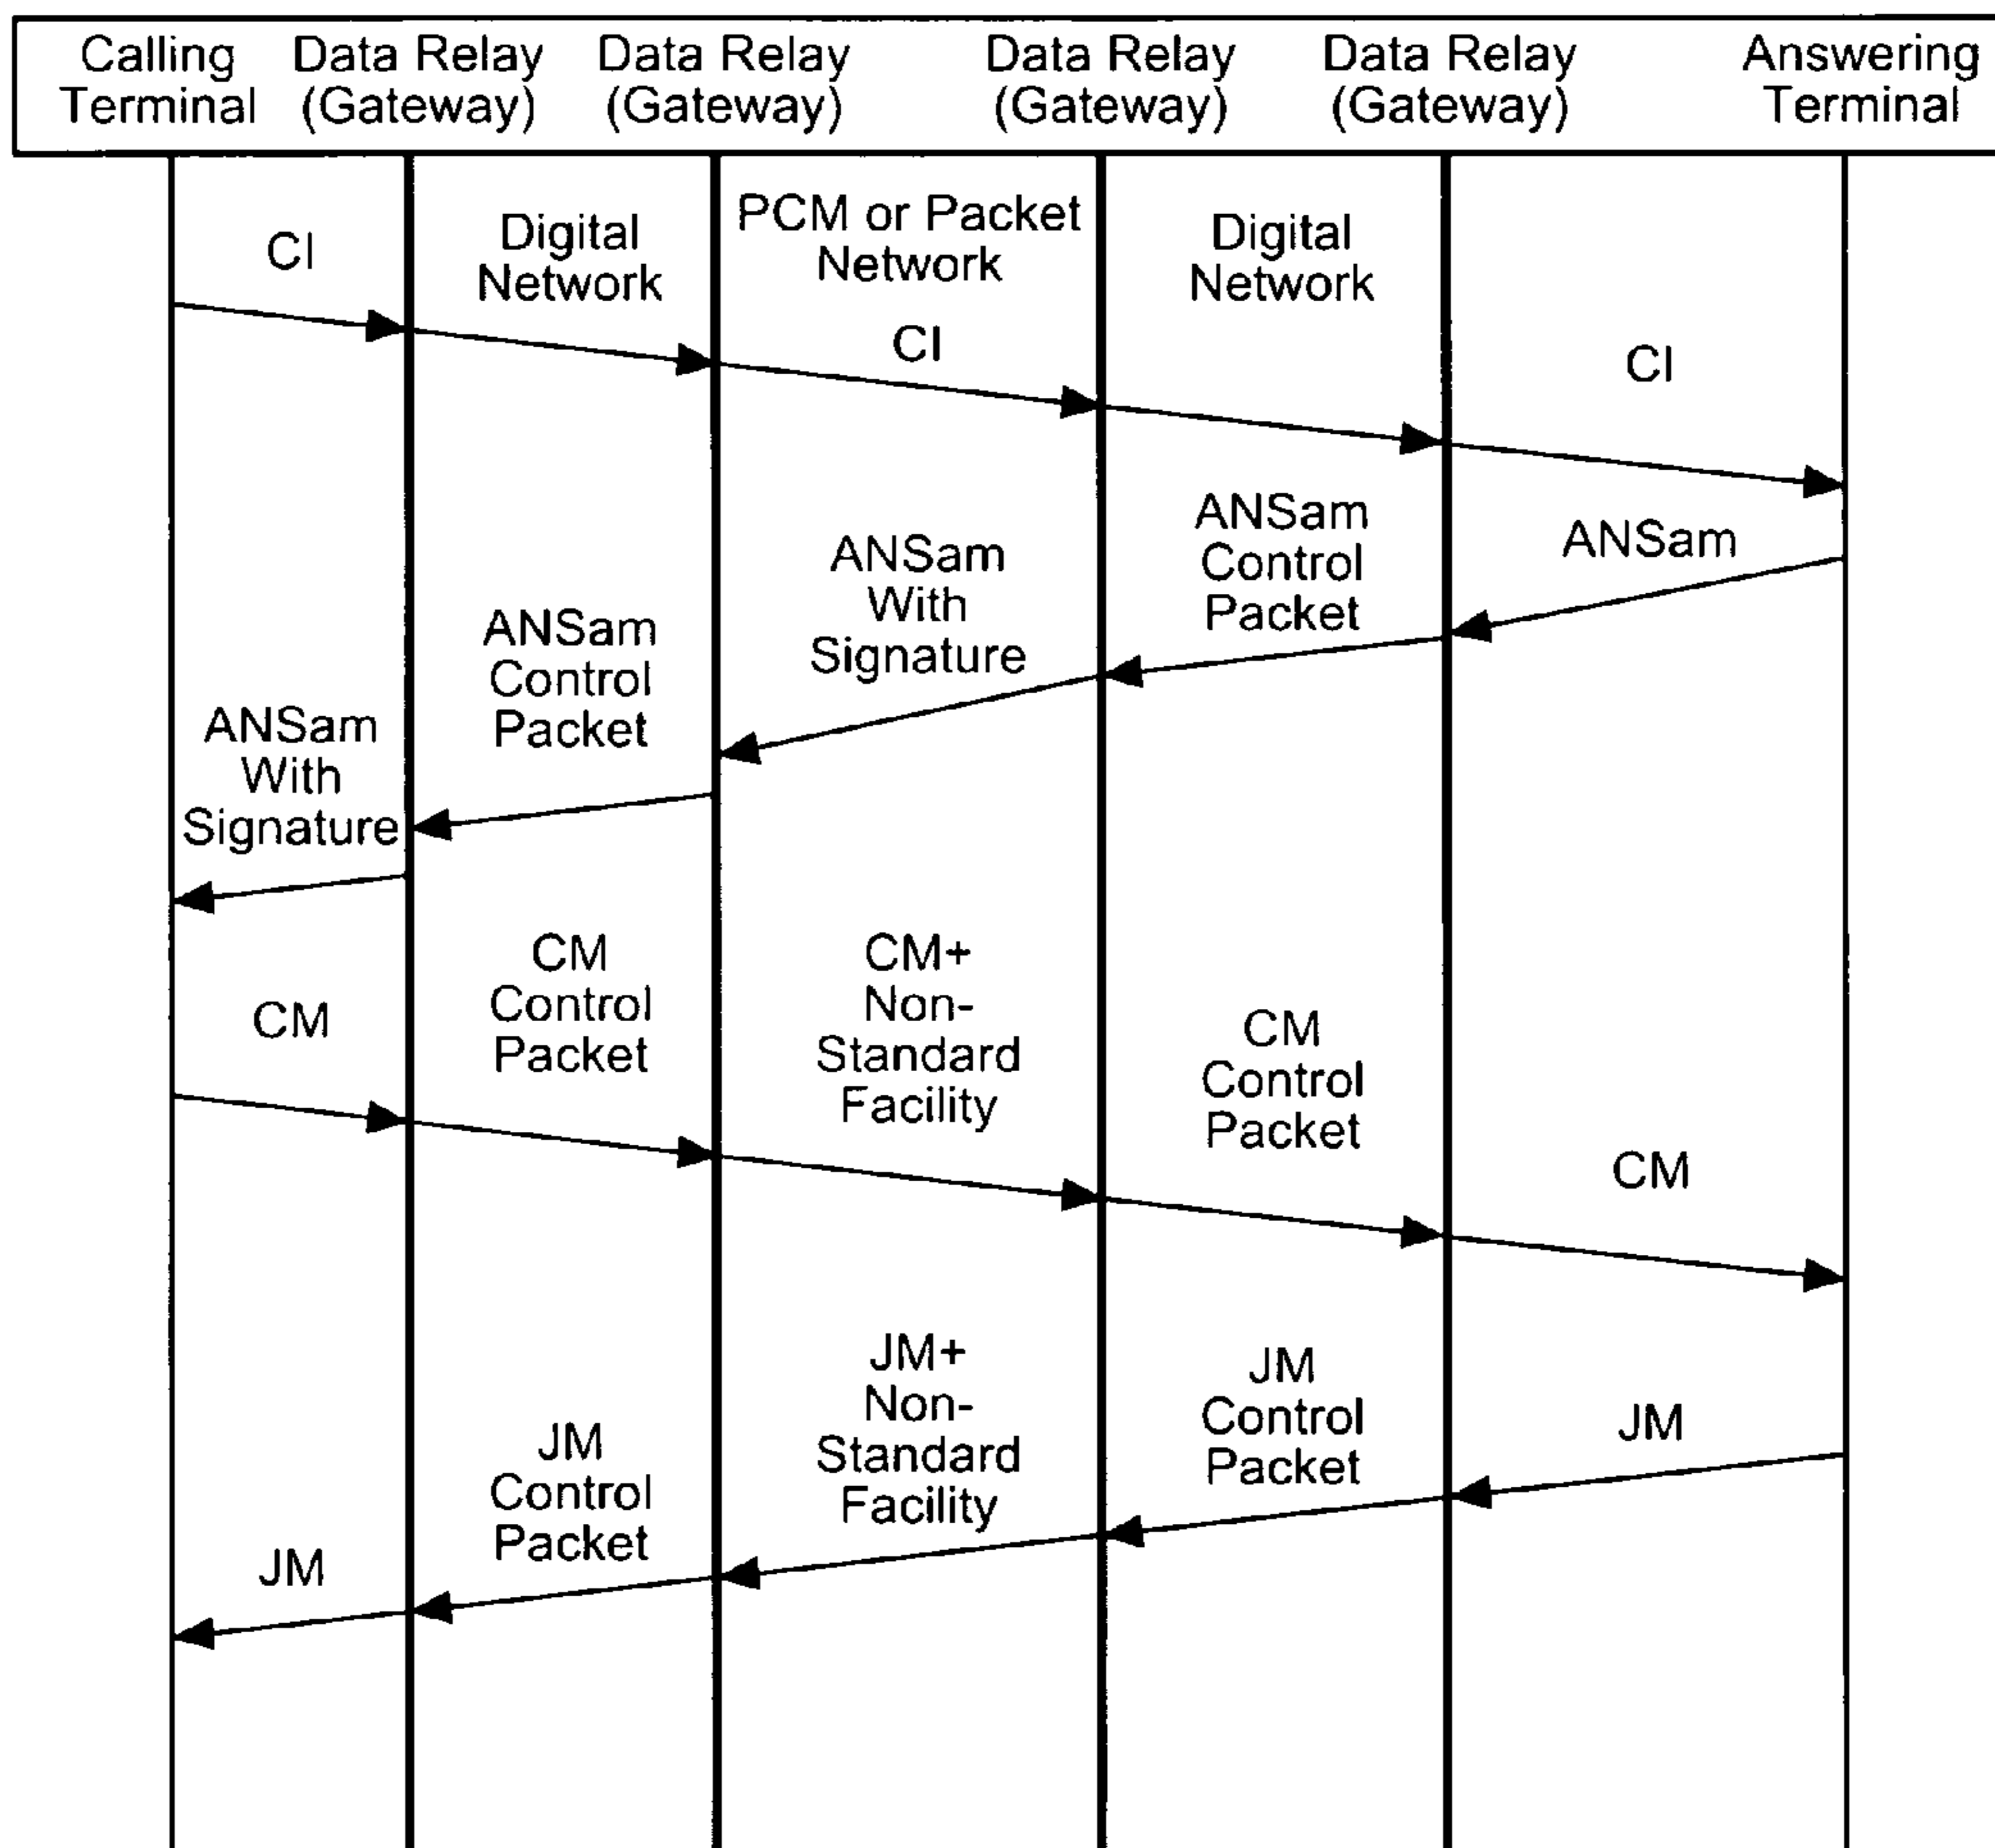 Calling
Terminal
Data Relay
(Gateway)
Data Relay
(Gateway)
Data Relay
(Gateway)
Data Relay
(Gateway)
Answering
Terminal
CI
Digital
Network
PCM or Packet
Network
CI
Digital
Network
CI
ANSam
ANSam
Control
Packet
ANSam
With
Signature
ANSam
Control
Packet
ANSam
With
Signature
CM
CM
Control
Packet
CM+
Non-
Standard
Facility
CM
Control
Packet
CM
JM
JM
Control
Packet
JM+
Non-
Standard
Facility
JM
Control
Packet
JM